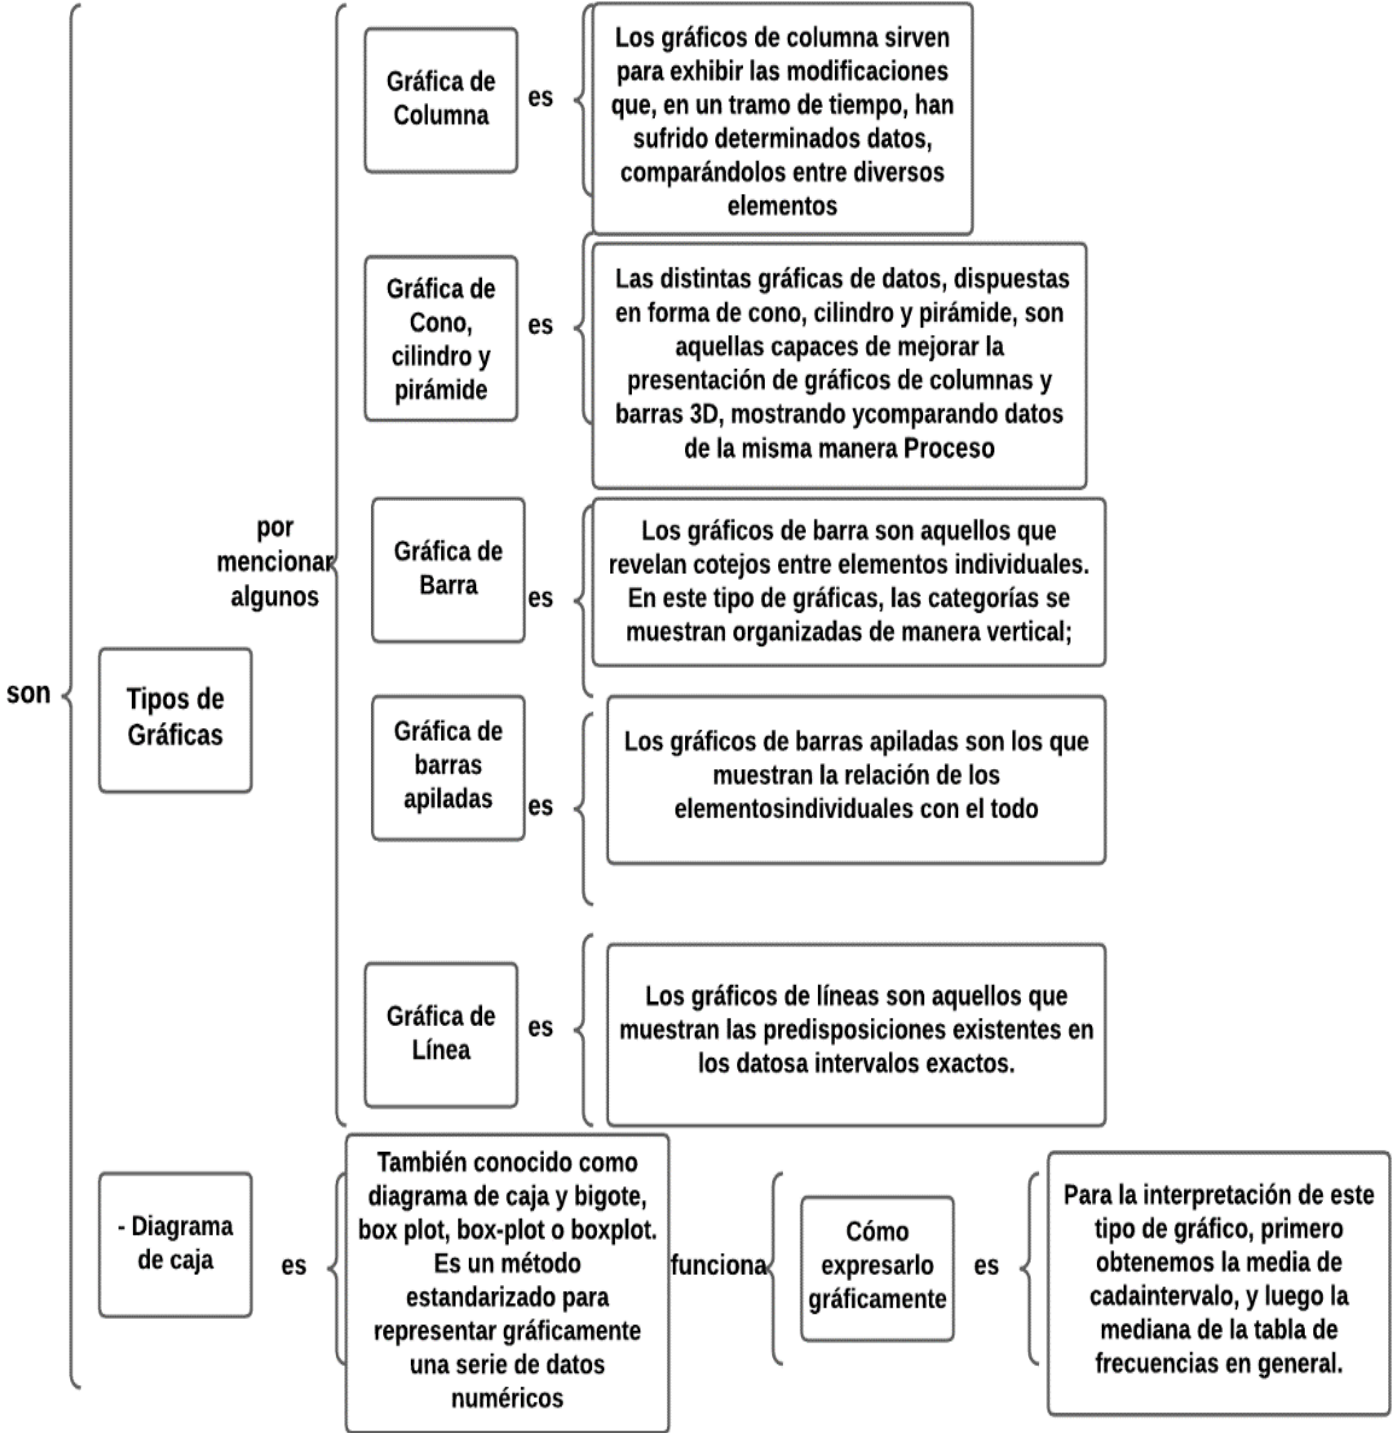 son
Tipos de
Gráficas
por
mencionar
algunos
Gráfica de
Columna
es
Los gráficos de columna sirven
para exhibir las modificaciones
que, en un tramo de tiempo, han
sufrido determinados datos,
comparándolos entre diversos
elementos
Gráfica de
Cono,
cilindro y
pirámide
es
Las distintas gráficas de datos, dispuestas
en forma de cono, cilindro y pirámide, son
aquellas capaces de mejorar la
presentación de gráficos de columnas y
barras 3D, mostrando ycomparando datos
de la misma manera Proceso
Gráfica de
Barra
es
Los gráficos de barra son aquellos que
revelan cotejos entre elementos individuales.
En este tipo de gráficas, las categorías se
muestran organizadas de manera vertical;
Gráfica de
barras
apiladas
es
Los gráficos de barras apiladas son los que
muestran la relación de los
elementosindividuales con el todo
Gráfica de
Línea
es
Los gráficos de líneas son aquellos que
muestran las predisposiciones existentes en
los datosa intervalos exactos.
- Diagrama
de caja
es
También conocido como
diagrama de caja y bigote,
box plot, box-plot o boxplot.
Es un método
estandarizado para
representar gráficamente
una serie de datos
numéricos
funciona
Cómo
expresarlo
gráficamente
es
Para la interpretación de este
tipo de gráfico, primero
obtenemos la media de
cadaintervalo, y luego la
mediana de la tabla de
frecuencias en general.